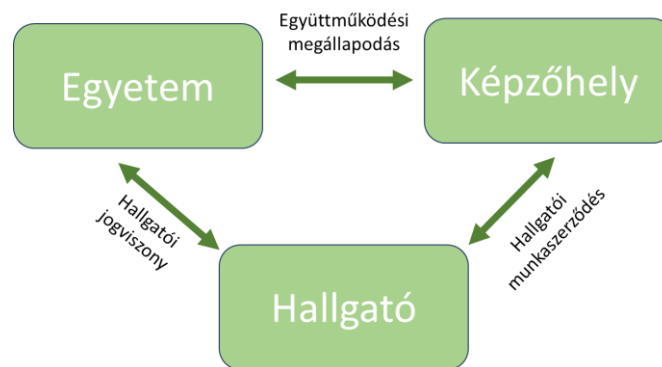 Együttműködési
megállapodás
Egyetem
Képzőhely
Hallgatói
jogviszony
Hallgatói
munkaszerződés
Hallgató